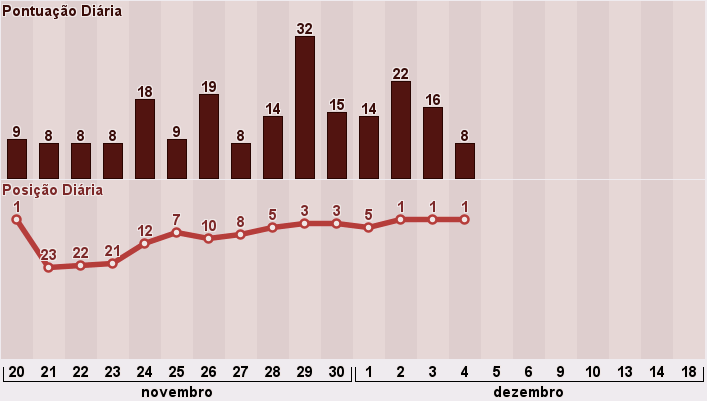 Pontuação Diária
9 8 8 8 18 9 19 8 14 32 15 14 22 16 8
Posição Diária
1 23 22 21 12 7 10 8 5 3 3 5 1 1 1
20 21 22 23 24 25 26 27 28 29 30 1 2 3 4 5 6 9 10 13 14 18
novembro dezembro